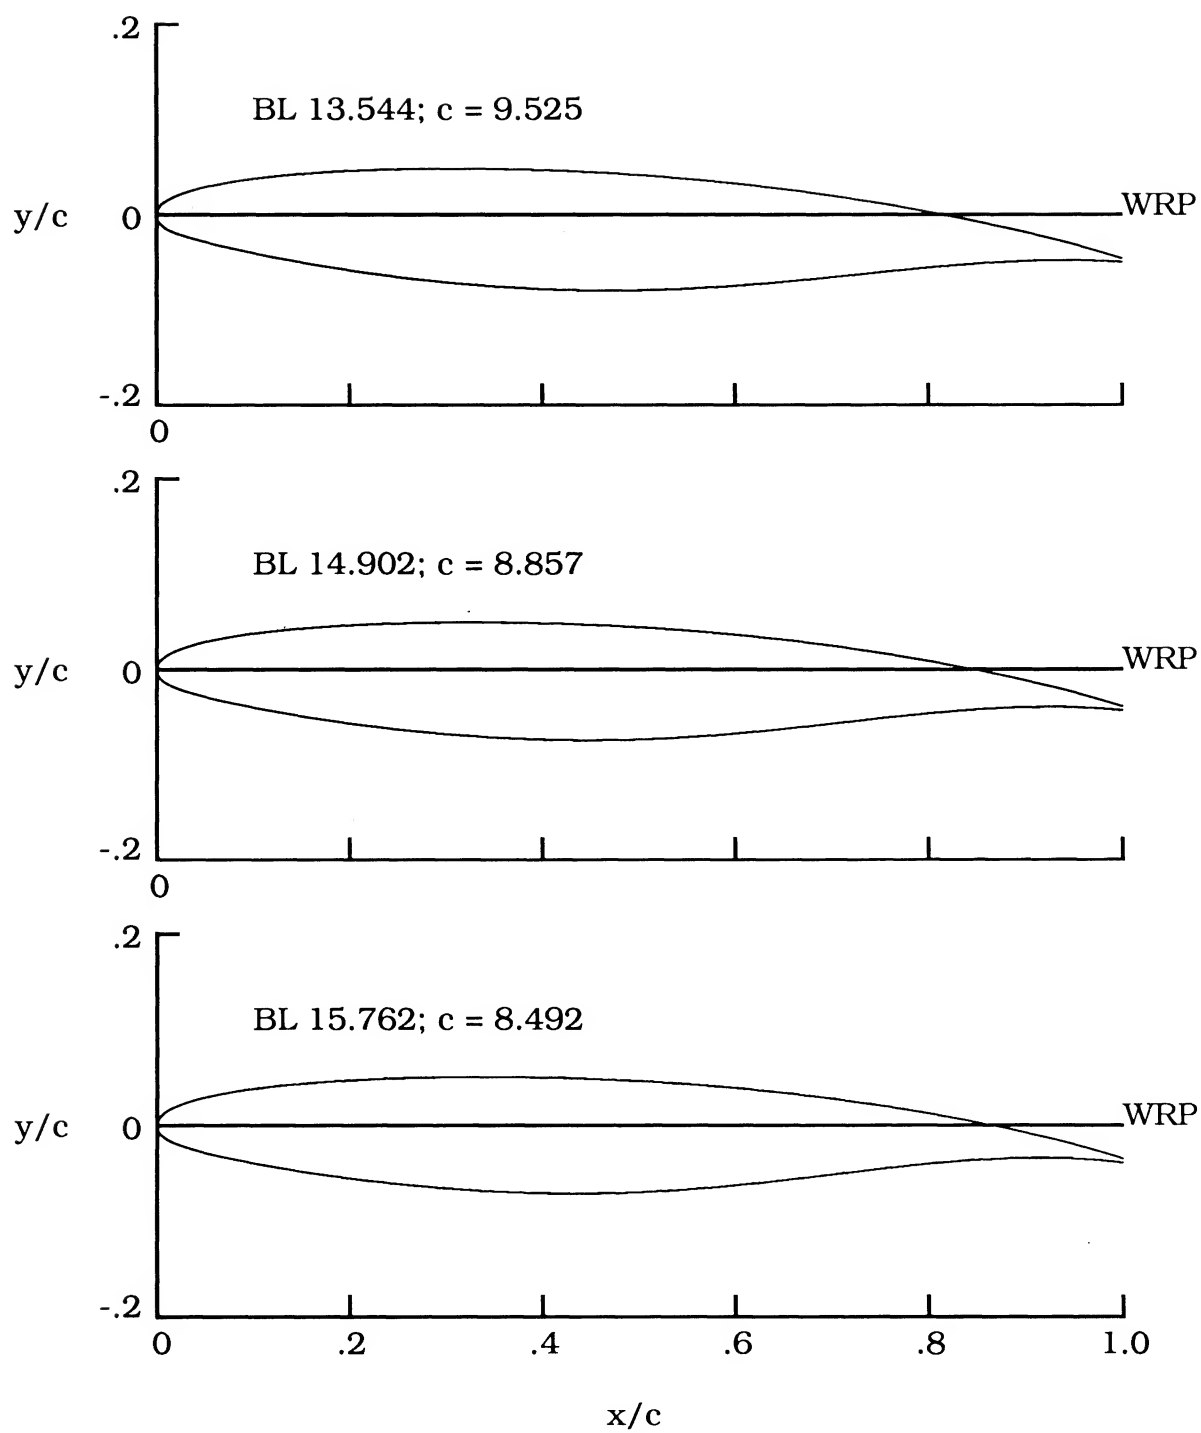 .2
BL 13.544; c = 9.525
y/c 0 WRP
-.2
0
.2
BL 14.902; c = 8.857
y/c 0 WRP
-.2
0
.2
BL 15.762; c = 8.492
y/c 0 WRP
-.2
0 .2 .4 .6 .8 1.0
x/c